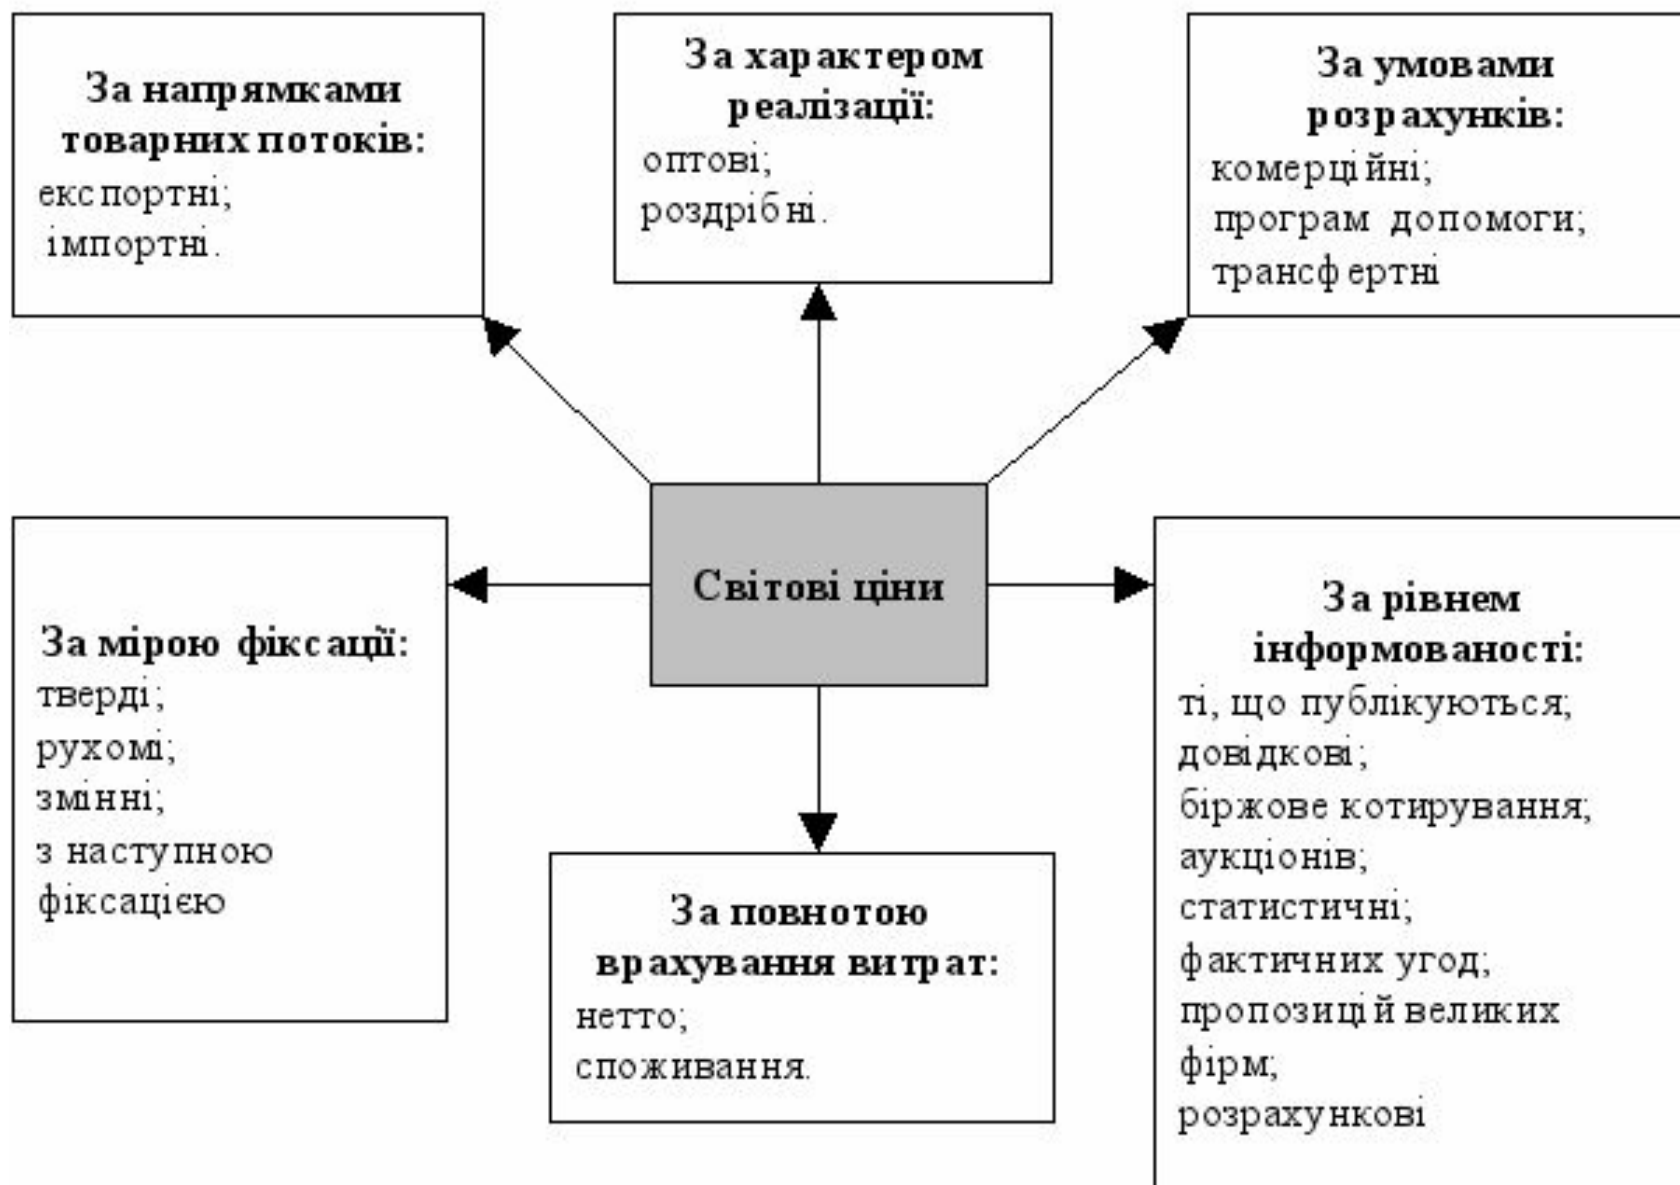 За напрямками
товарних потоків:
експортні;
імпортні.
За характером
реалізації:
оптові;
роздрібні.
За умовами
розрахунків:
комерційні;
програм допомоги;
трансфертні
Світові ціни
За мірою фіксації:
тверді;
рухомі;
змінні;
з наступною
фіксацією
За повнотою
врахування витрат:
нетто;
споживання.
За рівнем
інформованості:
ті, що публікуються;
довідкові;
біржове котирування;
аукціонів;
статистичні;
фактичних угод;
пропозицій великих
фірм;
розрахункові